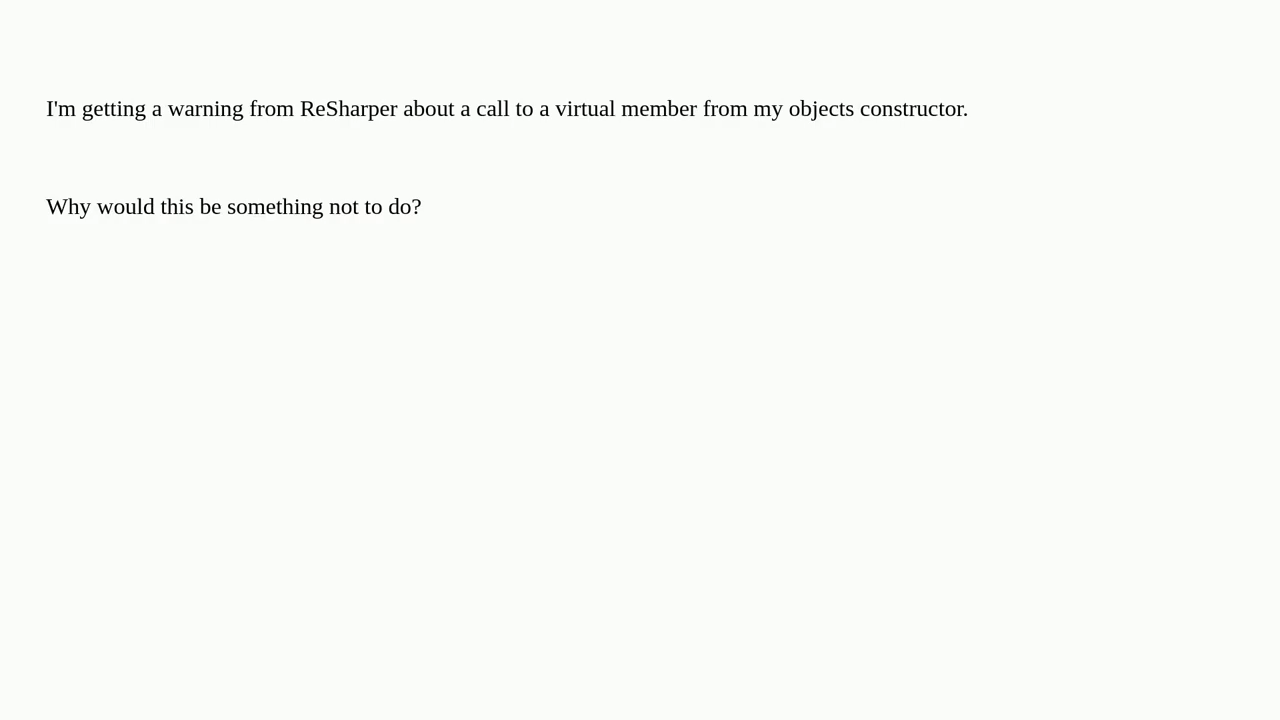 I'm getting a warning from ReSharper about a call to a virtual member from my objects constructor.
Why would this be something not to do?